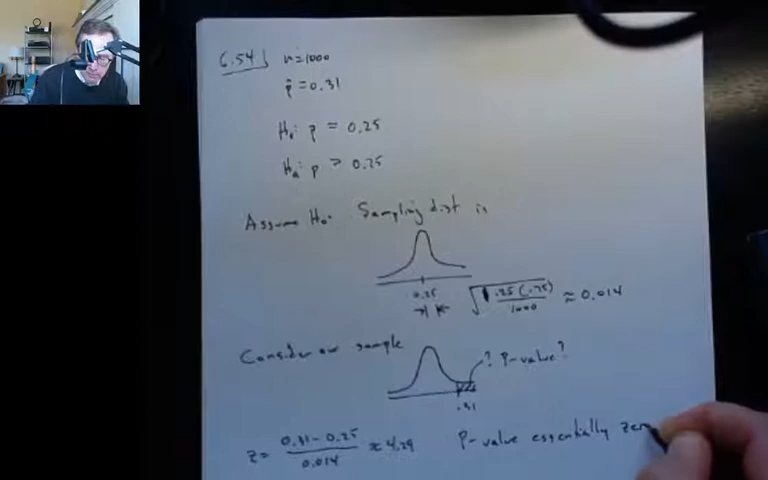 6.54 n=1000
p̂ = 0.31
H₀: p = 0.25
Hₐ: p > 0.25
Assume H₀. Sampling dist is
0.25
√(.25(.75)/1000) ≈ 0.014
Consider our sample
? P-value?
.31
z = (0.31 - 0.25)/0.014 ≈ 4.29 P-value essentially zero